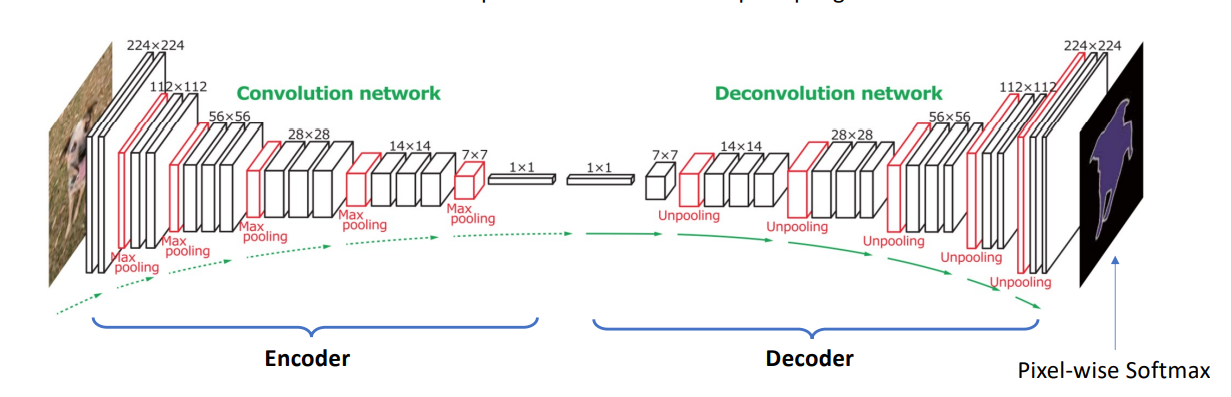 224×224
112×112
56×56
28×28
14×14
7×7
1×1
Convolution network
Max
pooling
Max
pooling
Max
pooling
Max
pooling
Max
pooling
1×1
7×7
14×14
28×28
56×56
112×112
224×224
Deconvolution network
Unpooling
Unpooling
Unpooling
Unpooling
Unpooling
Encoder
Decoder
Pixel-wise Softmax